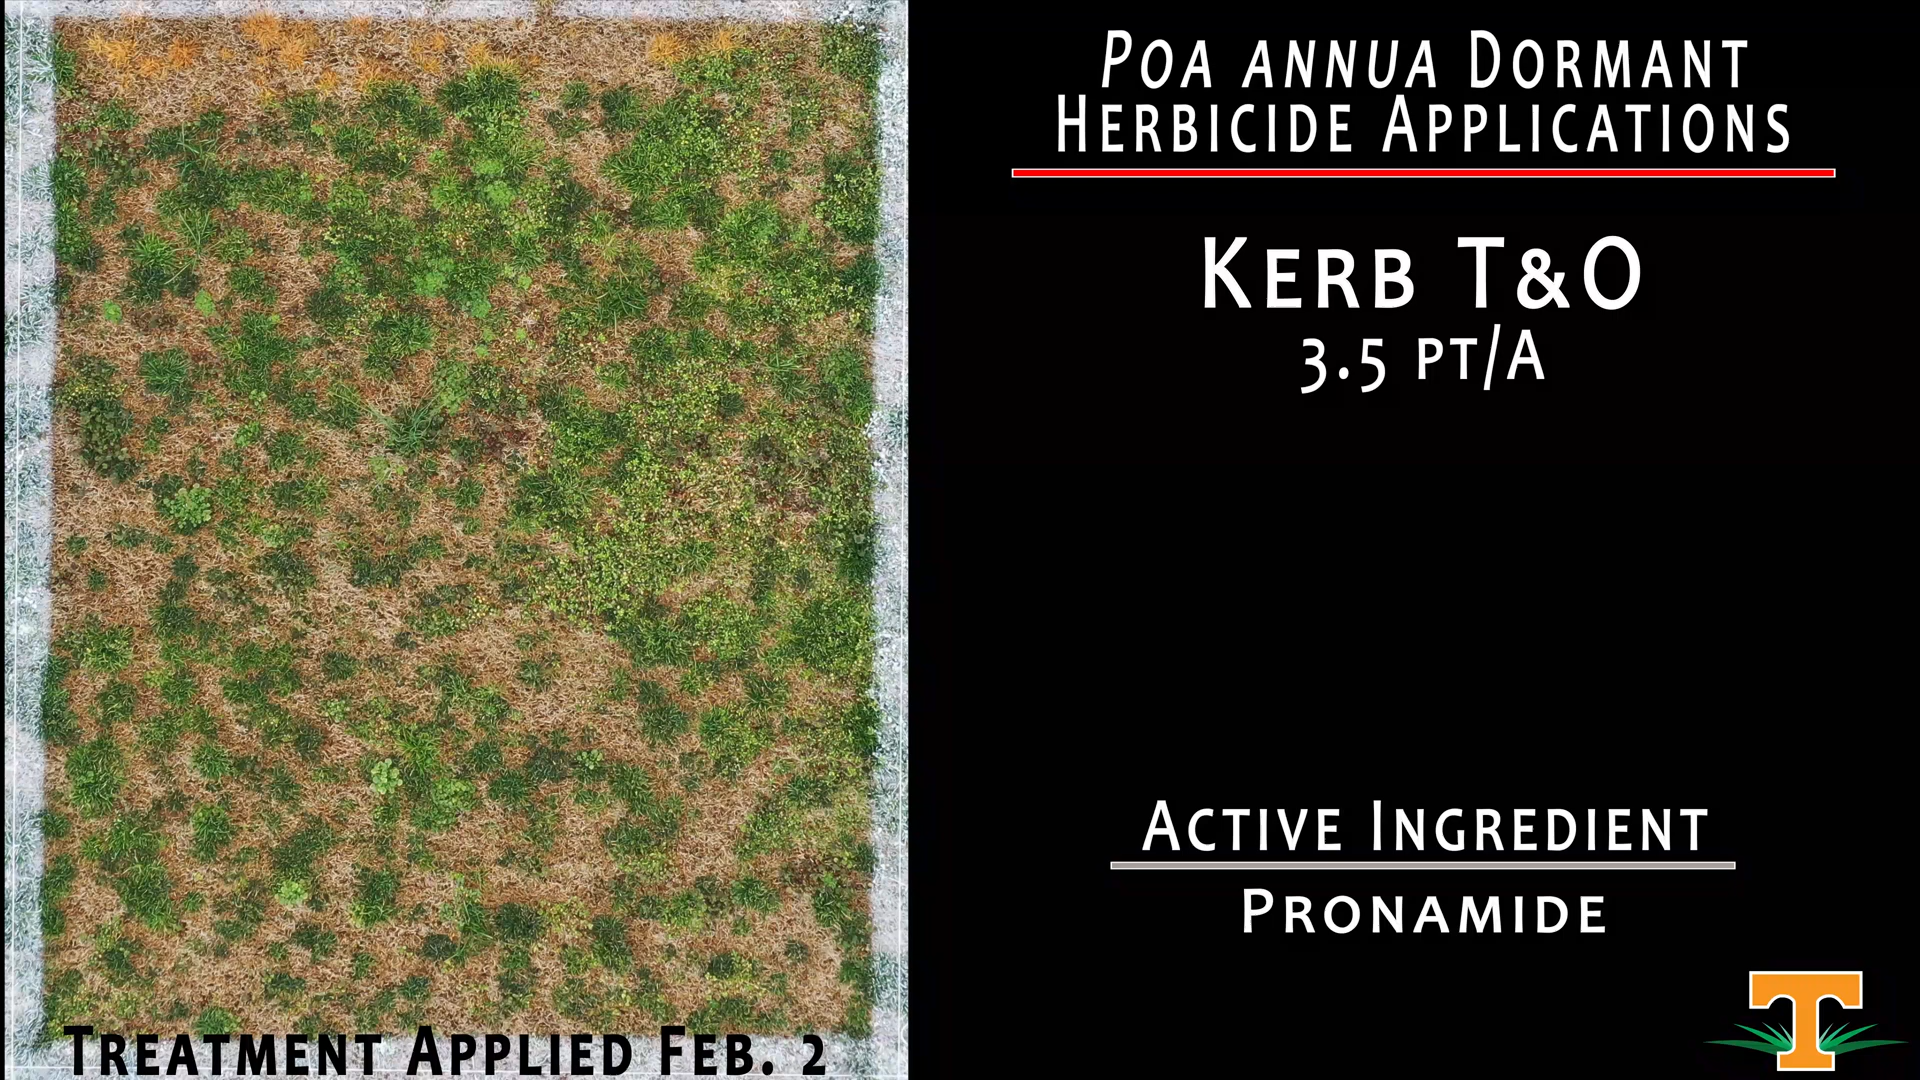 Poa annua Dormant
Herbicide Applications
Kerb T&O
3.5 pt/A
Active Ingredient
Pronamide
T
Treatment Applied Feb. 2